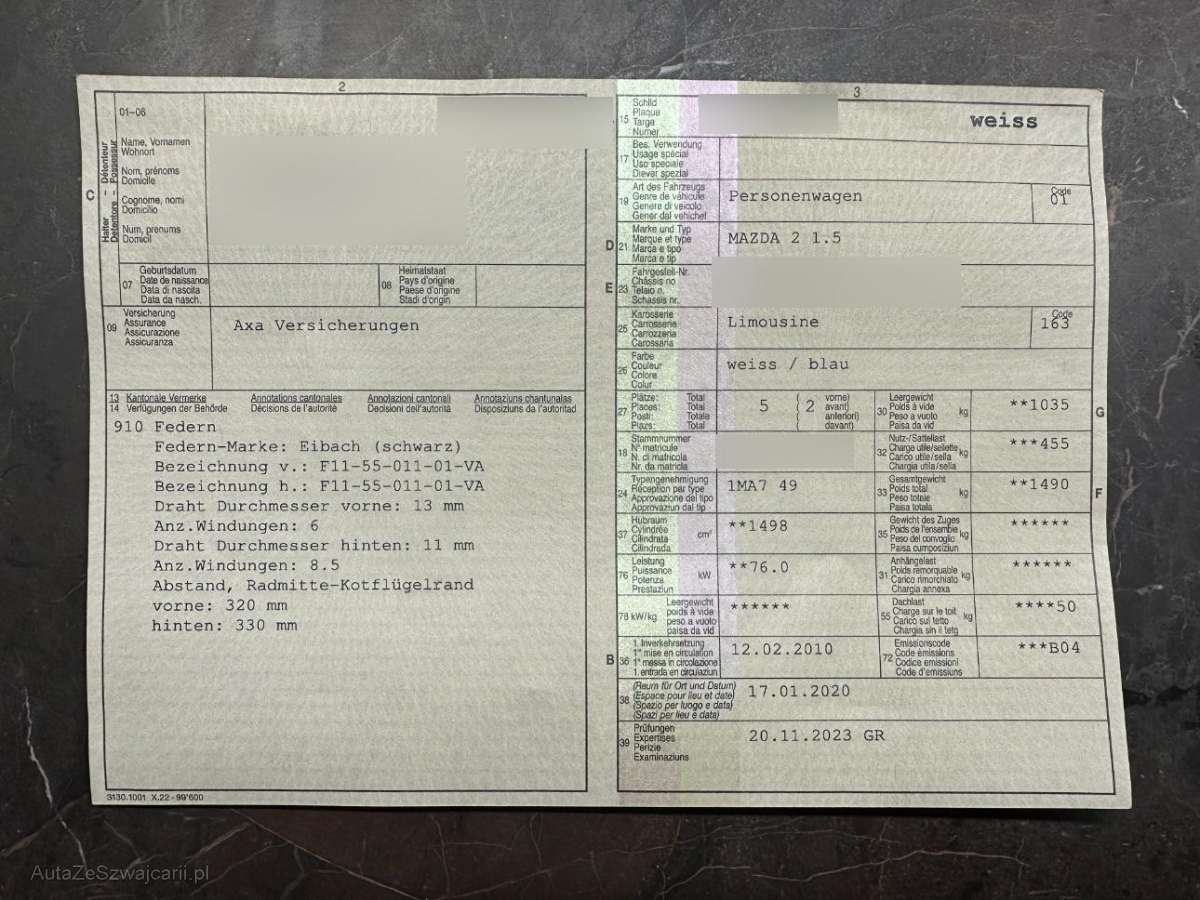 2
01-06
Halter - Détenteur
Detentore - Possessur
C
Name, Vornamen
Wohnort
Nom, prénoms
Domicile
Cognome, nomi
Domicilio
Num, prenums
Domicil
07
Geburtsdatum
Date de naissance
Data di nascita
Data da nasch.
08
Heimatstaat
Pays d'origine
Paese d'origine
Stadi d'origin
09
Versicherung
Assurance
Assicurazione
Assicuranza
Axa Versicherungen
13 Kantonale Vermerke Annotations cantonales Annotazioni cantonali Annotaziuns chantunalas
14 Verfügungen der Behörde Décisions de l'autorité Decisioni dell'autorità Disposiziuns da l'autoritad
910 Federn
Federn-Marke: Eibach (schwarz)
Bezeichnung v.: F11-55-011-01-VA
Bezeichnung h.: F11-55-011-01-VA
Draht Durchmesser vorne: 13 mm
Anz.Windungen: 6
Draht Durchmesser hinten: 11 mm
Anz.Windungen: 8.5
Abstand, Radmitte-Kotflügelrand
vorne: 320 mm
hinten: 330 mm
3130.1001 X.22 - 99'600
3
15
Schild
Plaque
Targa
Numer
weiss
17
Bes. Verwendung
Usage spécial
Uso speciale
Diever spezial
19
Art des Fahrzeugs
Genre de véhicule
Genere di veicolo
Gener dal vehichel
Personenwagen
Code
01
D
21
Marke und Typ
Marque et type
Marca e tipo
Marca e tip
MAZDA 2 1.5
E
23
Fahrgestell-Nr.
Châssis no
Telaio n.
Schassis nr.
25
Karosserie
Carrosserie
Carrozzeria
Carossaria
Limousine
Code
163
26
Farbe
Couleur
Colore
Colur
weiss / blau
27
Plätze: Total
Places: Total
Posti: Totale
Plazs: Total
5
( 2
vorne)
avant)
anteriori)
davant)
30
Leergewicht
Poids à vide
Peso a vuoto
Paisa da vid
kg
**1035
G
18
Stammnummer
N° matricule
N. di matricola
Nr. da matricla
32
Nutz-/Sattellast
Charge utile/sellette
Carico utile/sella
Chargia utila/sella
kg
***455
24
Typengenehmigung
Réception par type
Approvazione del tipo
Approvaziun dal tip
1MA7 49
33
Gesamtgewicht
Poids total
Peso totale
Paisa totala
kg
**1490
F
37
Hubraum
Cylindrée
Cilindrata
Cilindrada
cm³
**1498
35
Gewicht des Zuges
Poids de l'ensemble
Peso del convoglio
Paisa cumposiziun
kg
******
76
Leistung
Puissance
Potenza
Prestaziun
kW
**76.0
31
Anhängelast
Poids remorquable
Carico rimorchiato
Chargia annexa
kg
******
78 kW/kg
Leergewicht
poids à vide
peso a vuoto
paisa da vid
******
55
Dachlast
Charge sur le toit
Carico sul tetto
Chargia sin il tetg
kg
****50
B
36
1. Inverkehrsetzung
1re mise en circulation
1a messa in circolazione
1. entrada en circulaziun
12.02.2010
72
Emissionscode
Code émissions
Codice emissioni
Code d'emissiuns
***B04
38
(Raum für Ort und Datum)
(Espace pour lieu et date)
(Spazio per luogo e data)
(Spazi per lieu e data)
17.01.2020
39
Prüfungen
Expertises
Perizie
Examinaziuns
20.11.2023 GR
AutaZeSzwajcarii.pl